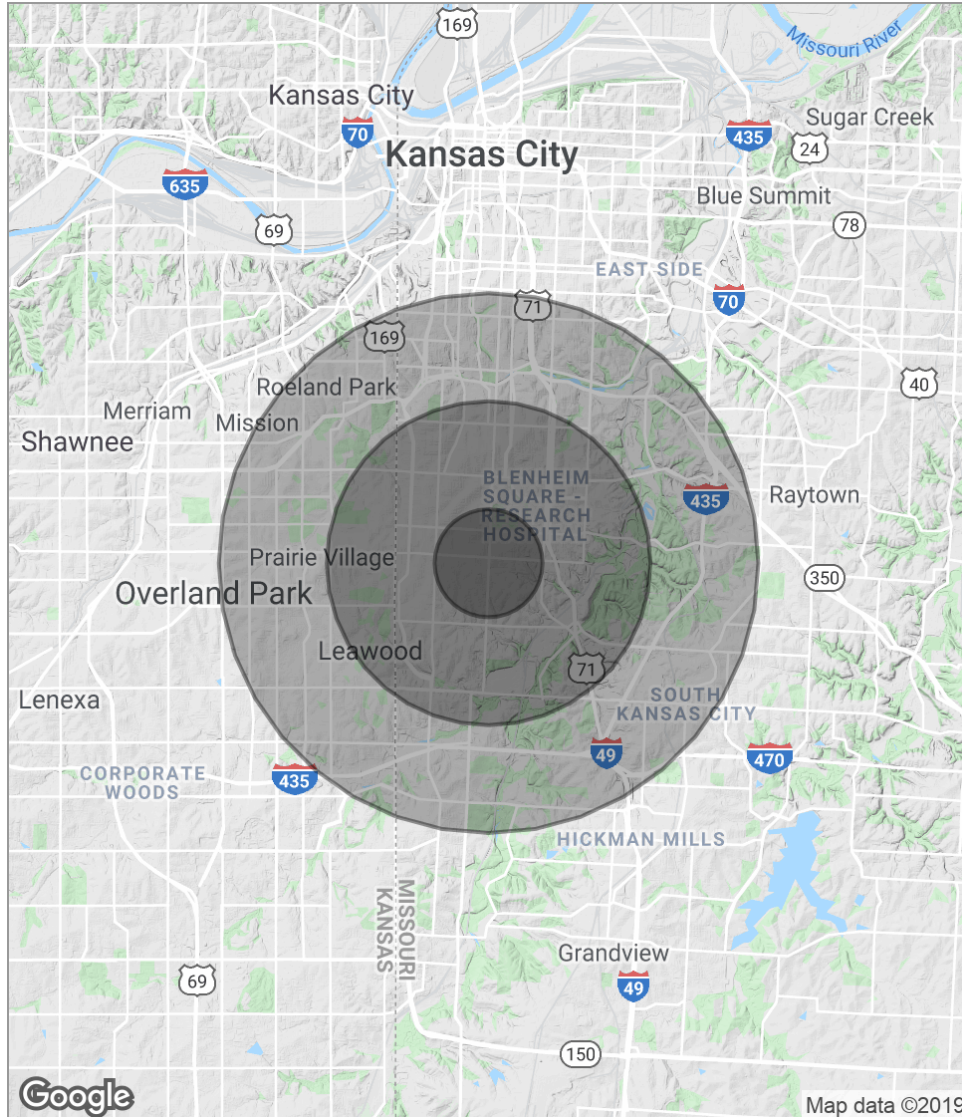 169
Missouri River
Kansas City
70
Kansas City
435
Sugar Creek
24
635
Blue Summit
69
78
EAST SIDE
70
71
169
Roeland Park
40
Merriam
Mission
Shawnee
BLENHEIM
SQUARE -
RESEARCH
HOSPITAL
435
Raytown
Prairie Village
Overland Park
350
Leawood
71
Lenexa
SOUTH
KANSAS CITY
49
470
CORPORATE
WOODS
435
HICKMAN MILLS
MISSOURI
KANSAS
Grandview
69
49
150
Google
Map data ©2019